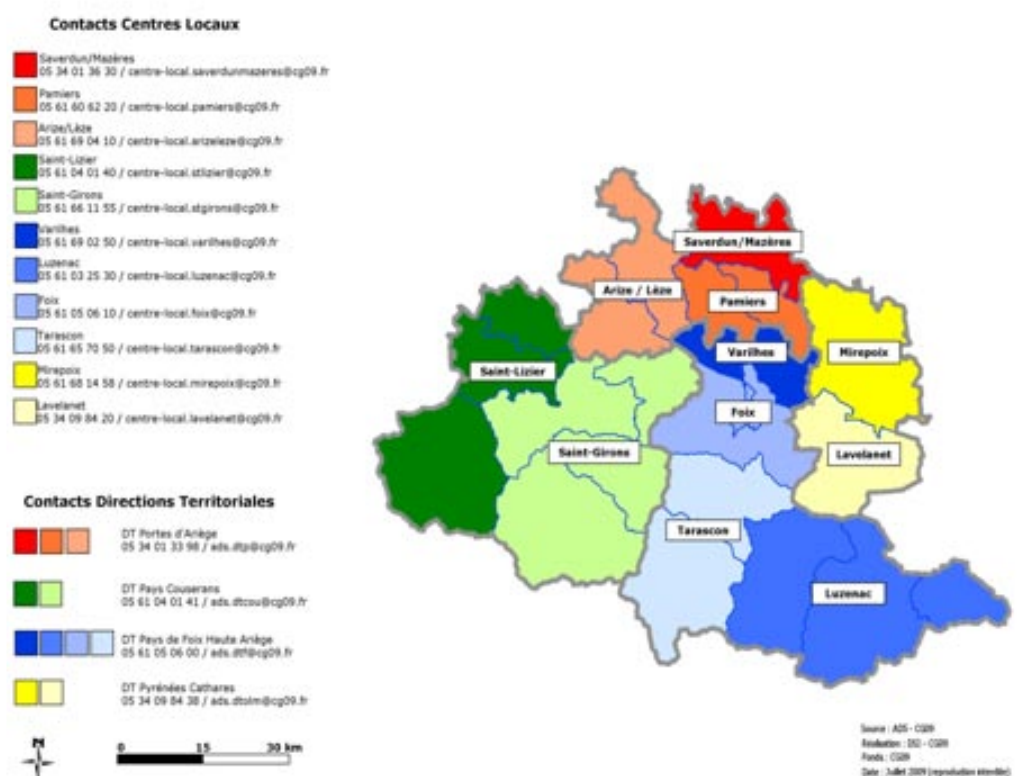 Contacts Centres Locaux
Saverdun/Mazères
05 34 01 36 30 / centre-local.saverdunmazeres@cg09.fr
Pamiers
05 61 60 62 20 / centre-local.pamiers@cg09.fr
Arize/Lèze
05 61 69 04 10 / centre-local.arizeleze@cg09.fr
Saint-Lizier
05 61 04 01 40 / centre-local.stlizier@cg09.fr
Saint-Girons
05 61 66 11 55 / centre-local.stgirons@cg09.fr
Varilhes
05 61 69 02 50 / centre-local.varilhes@cg09.fr
Luzenac
05 61 03 25 30 / centre-local.luzenac@cg09.fr
Foix
05 61 05 06 10 / centre-local.foix@cg09.fr
Tarascon
05 61 65 70 50 / centre-local.tarascon@cg09.fr
Mirepoix
05 61 68 14 58 / centre-local.mirepoix@cg09.fr
Lavelanet
05 34 09 84 20 / centre-local.lavelanet@cg09.fr
Contacts Directions Territoriales
DT Portes d'Ariège
05 34 01 33 98 / ads.dtp@cg09.fr
DT Pays Couserans
05 61 04 01 41 / ads.dtcou@cg09.fr
DT Pays de Foix Haute Ariège
05 61 05 06 00 / ads.dtf@cg09.fr
DT Pyrénées Cathares
05 34 09 84 38 / ads.dtolm@cg09.fr
N
0 15 30 km
Saverdun/Mazères
Arize / Lèze
Pamiers
Varilhes
Mirepoix
Saint-Lizier
Foix
Saint-Girons
Lavelanet
Tarascon
Luzenac
Source : ADS - CG09
Réalisation : DSI - CG09
Fonds : CG09
Date : Juillet 2009 (reproduction interdite)